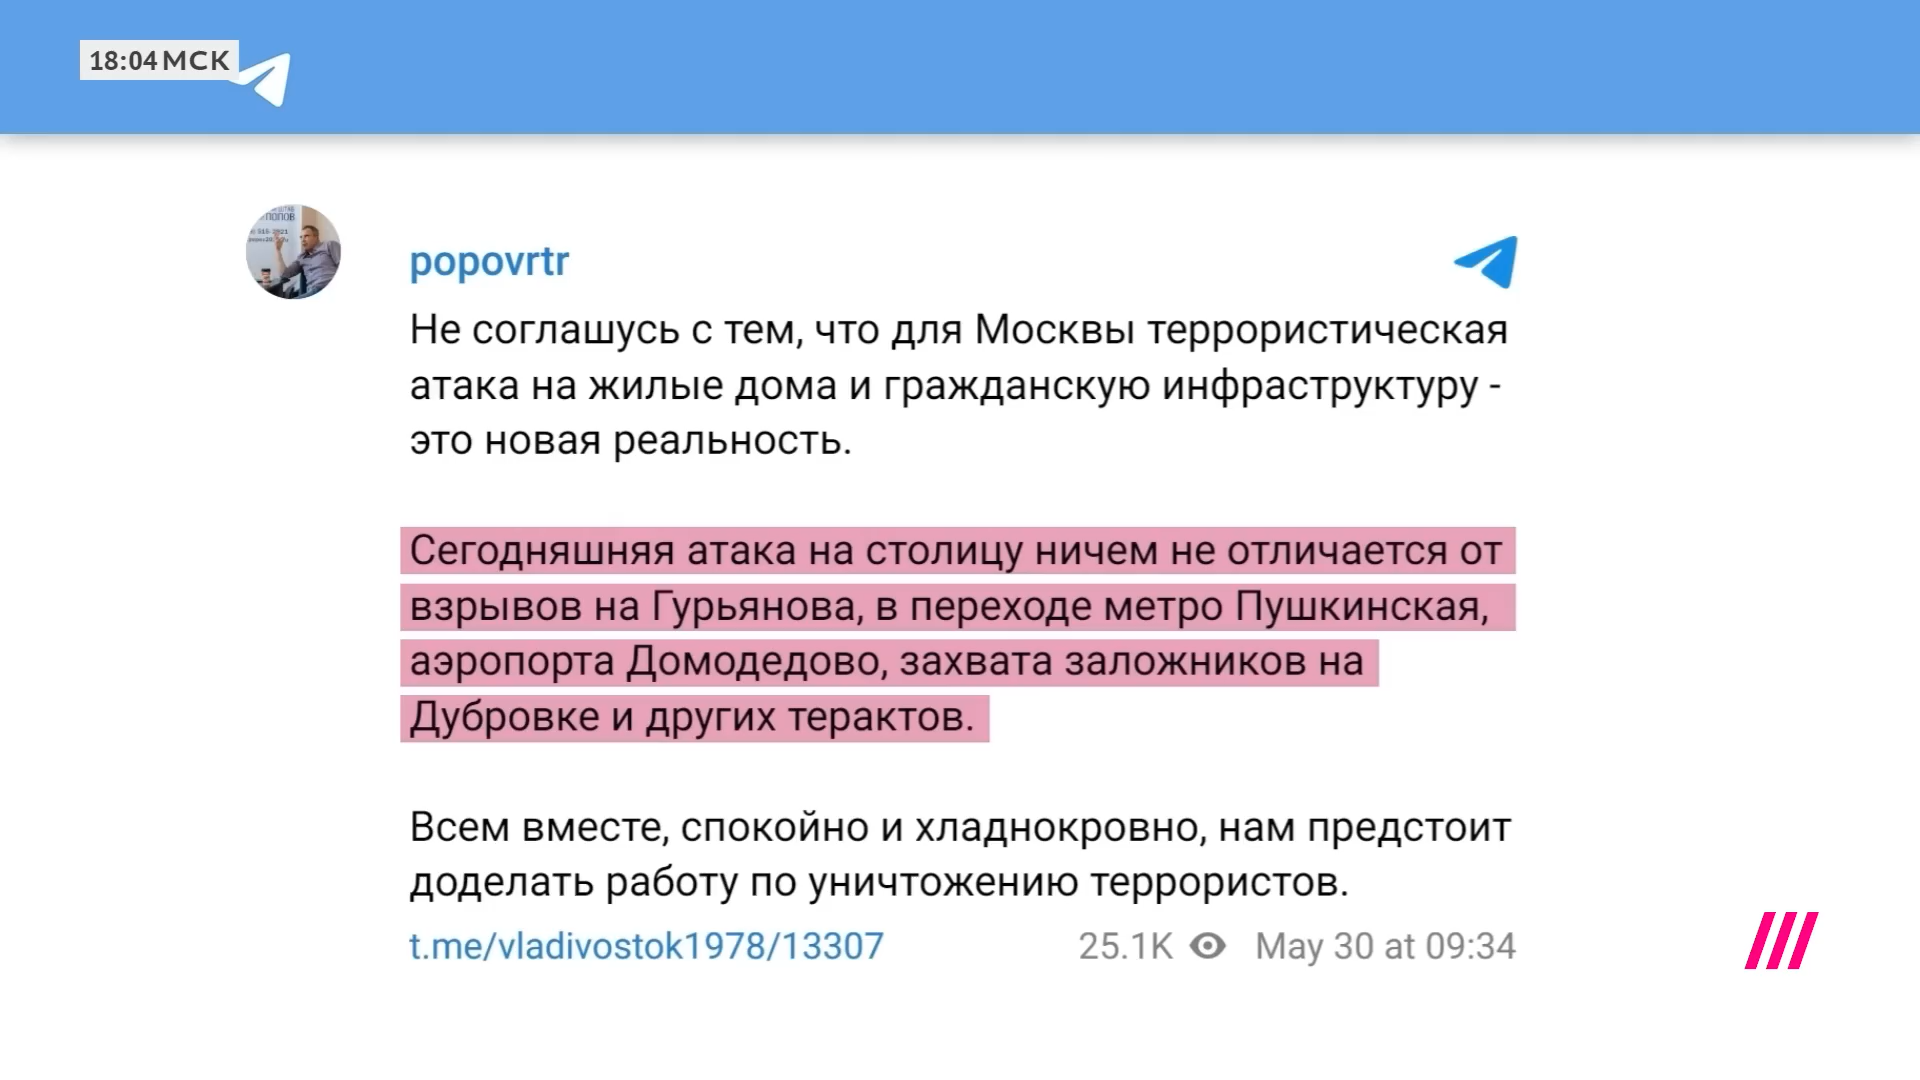 18:04 МСК
ПОПОВ
popovrtr
Не соглашусь с тем, что для Москвы террористическая
атака на жилые дома и гражданскую инфраструктуру -
это новая реальность.
Сегодняшняя атака на столицу ничем не отличается от
взрывов на Гурьянова, в переходе метро Пушкинская,
аэропорта Домодедово, захвата заложников на
Дубровке и других терактов.
Всем вместе, спокойно и хладнокровно, нам предстоит
доделать работу по уничтожению террористов.
t.me/vladivostok1978/13307
25.1K May 30 at 09:34